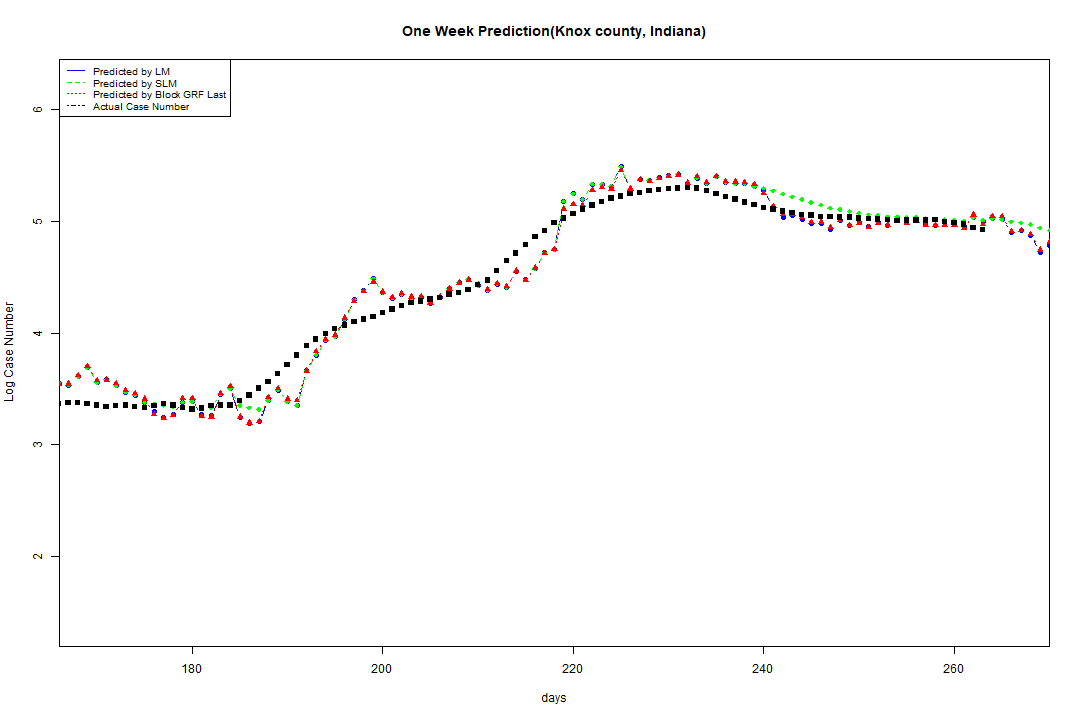 One Week Prediction(Knox county, Indiana)
Predicted by LM
Predicted by SLM
Predicted by Block GRF Last
Actual Case Number
6
5
4
3
2
Log Case Number
180 200 220 240 260
days